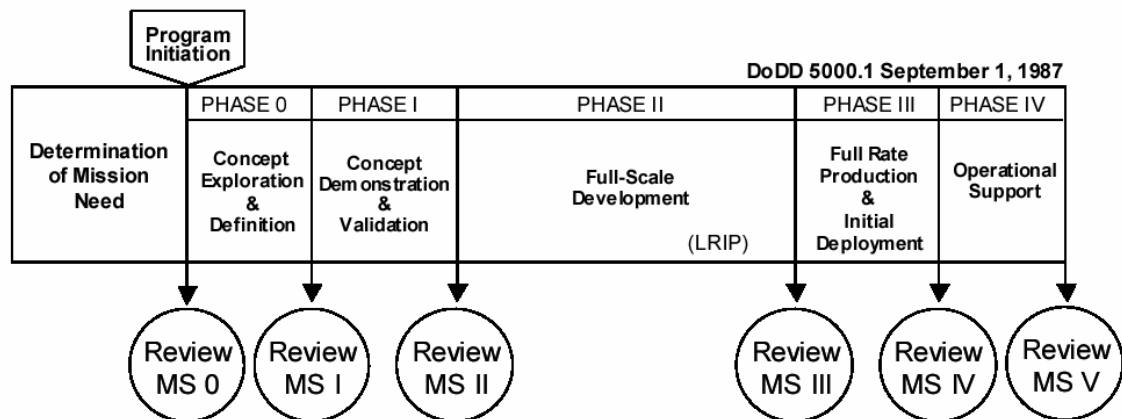 Program
Initiation
DoDD 5000.1 September 1, 1987
PHASE 0
PHASE I
PHASE II
PHASE III
PHASE IV
Determination
of Mission
Need
Concept
Exploration
&
Definition
Concept
Demonstration
&
Validation
Full-Scale
Development
(LRIP)
Full Rate
Production
&
Initial
Deployment
Operational
Support
Review
MS 0
Review
MS I
Review
MS II
Review
MS III
Review
MS IV
Review
MS V